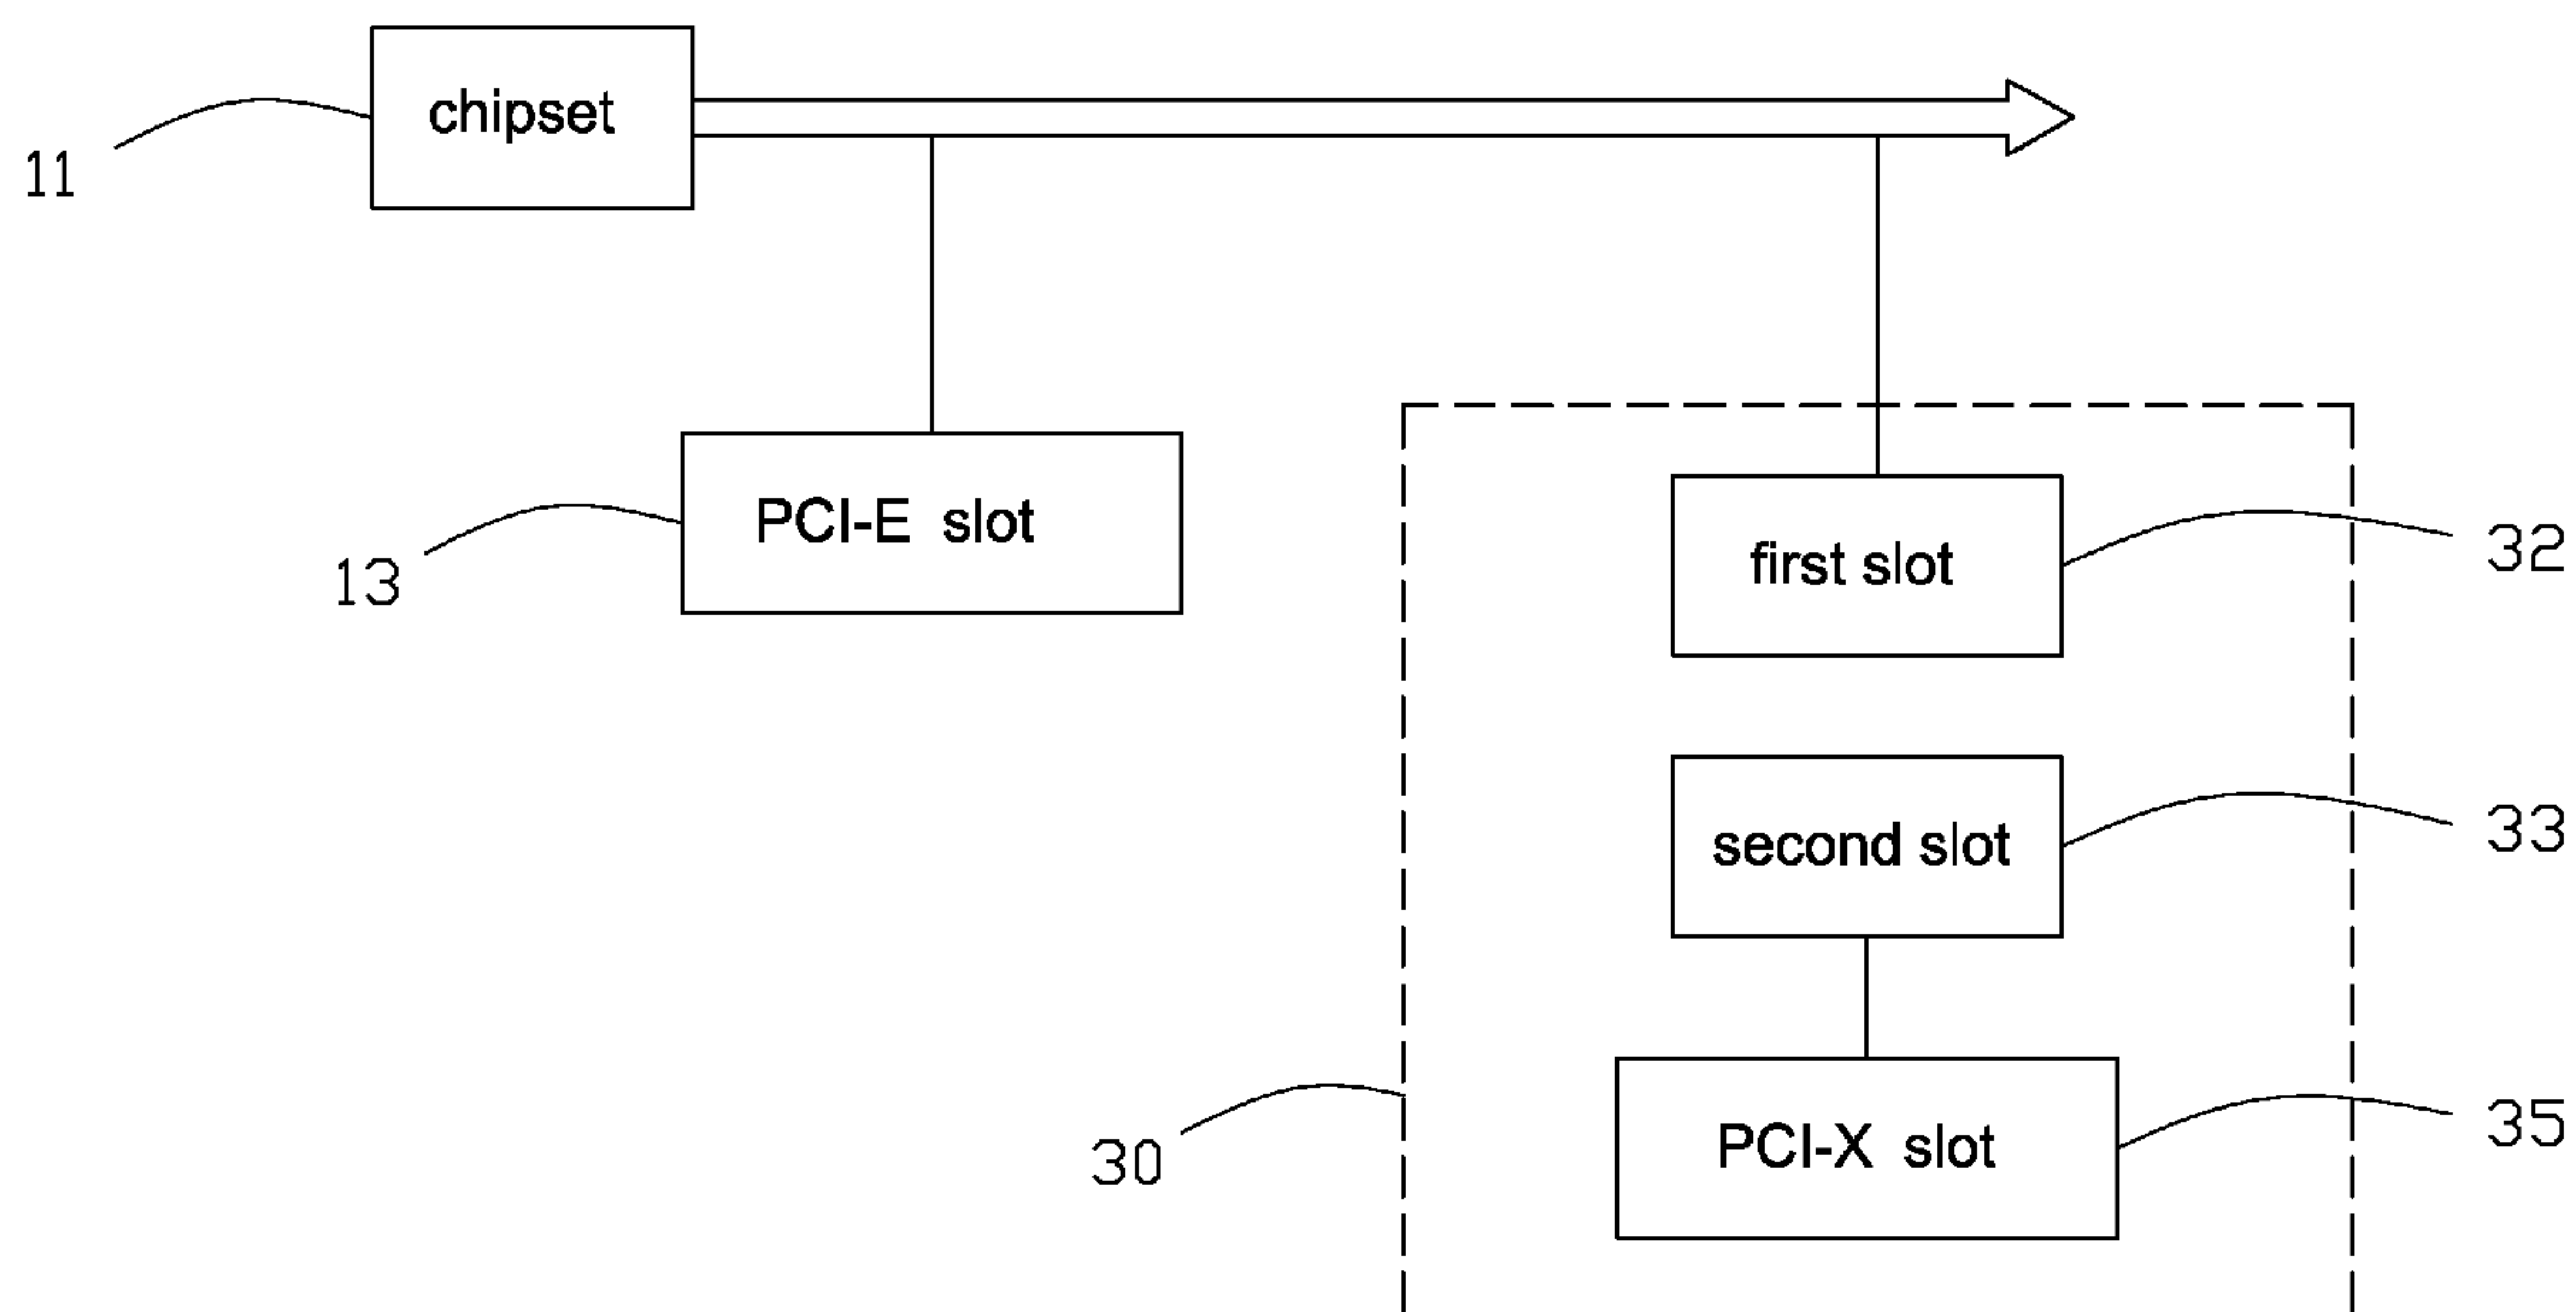 chipset
11
PCI-E slot
13
first slot
32
second slot
33
30
PCI-X slot
35